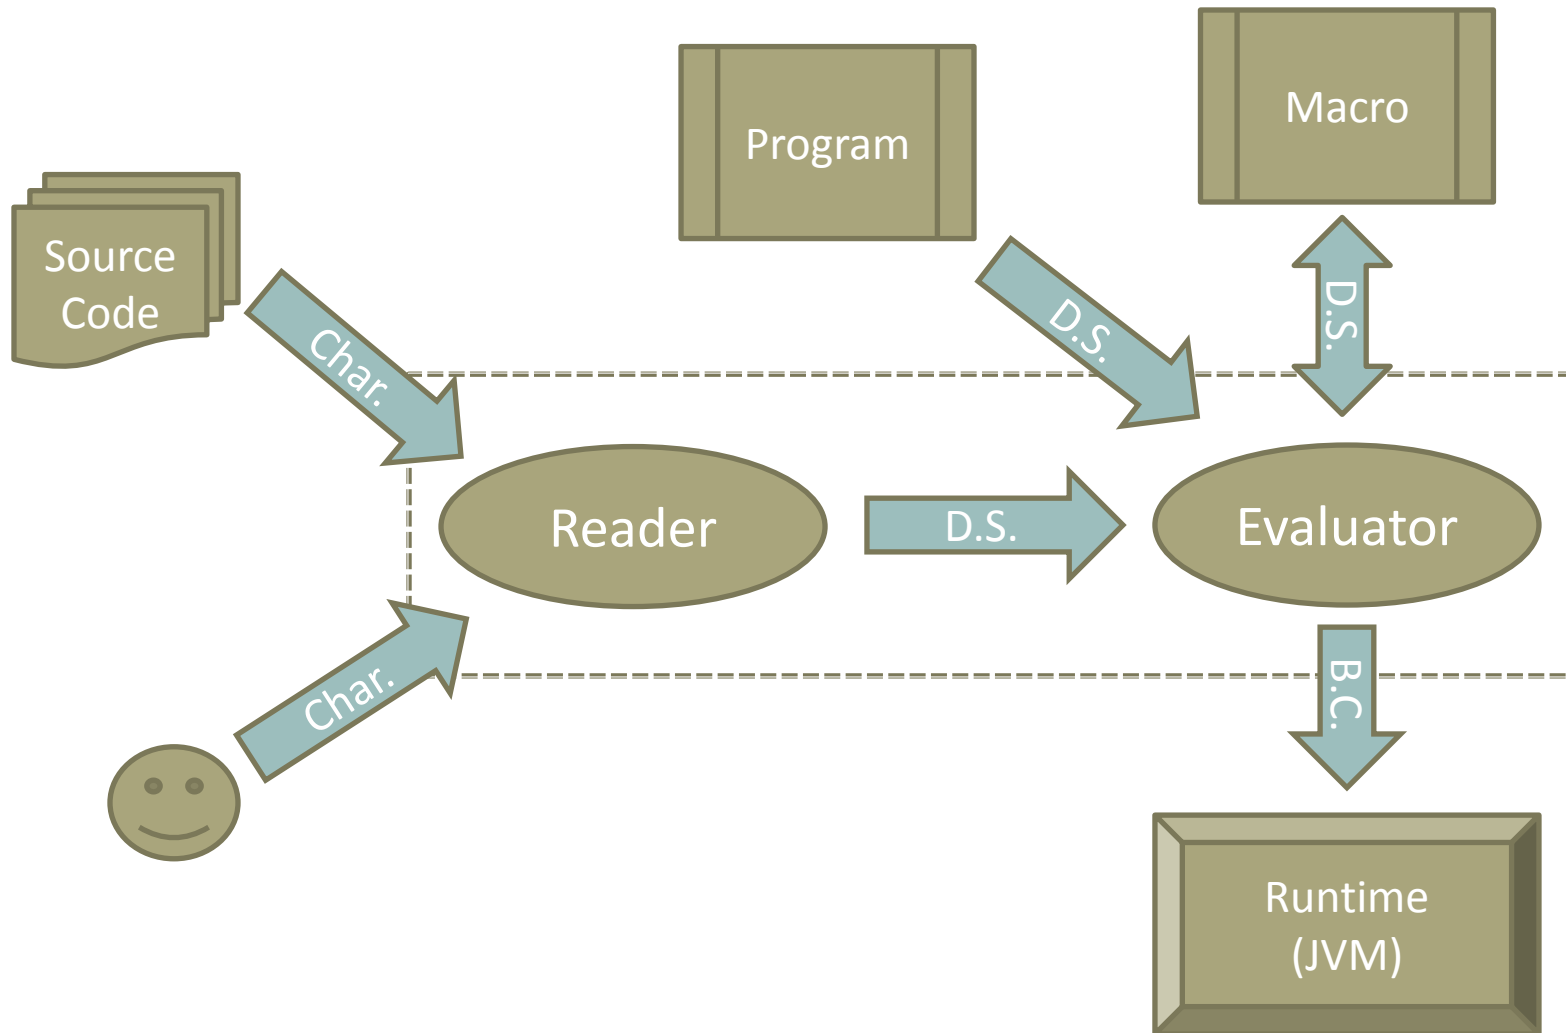 Macro
Program
Source
Code
Char.
D.S.
D.S.
Reader
D.S.
Evaluator
Char.
B.C.
Runtime
(JVM)